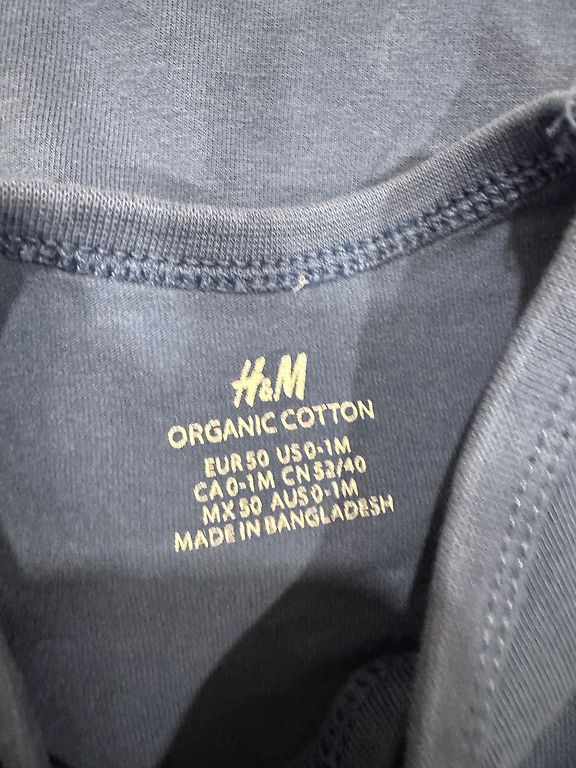 H&M
ORGANIC COTTON
EUR 50 US 0-1M
CA 0-1M CN 52/40
MX 50 AUS 0-1M
MADE IN BANGLADESH